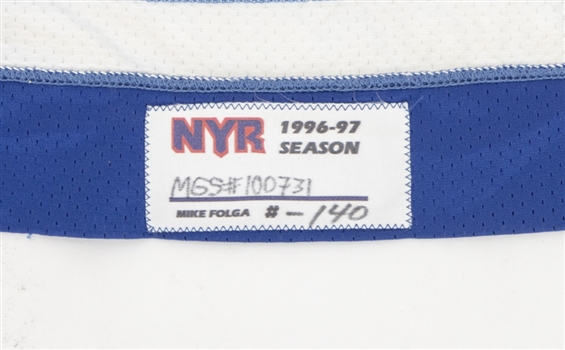 NYR 1996-97
SEASON
MGS#100731
MIKE FOLGA # - 140